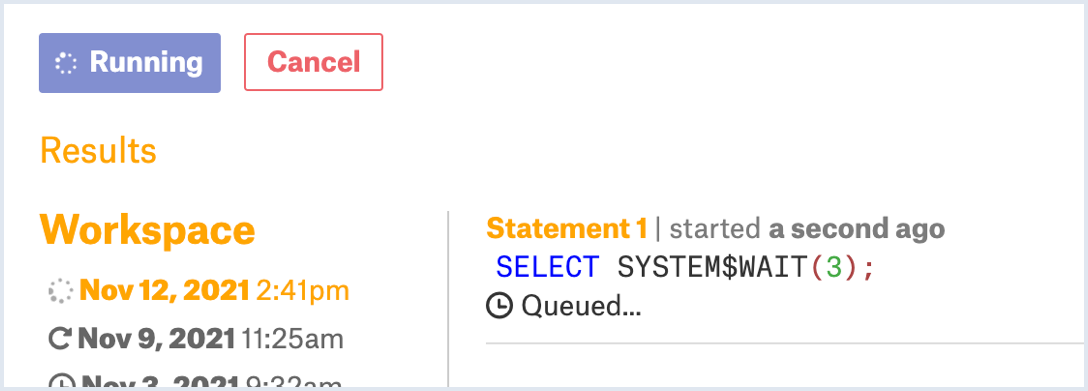 Running
Cancel
Results
Workspace
Nov 12, 2021 2:41pm
Nov 9, 2021 11:25am
Nov 3, 2021 9:32am
Statement 1 | started a second ago
SELECT SYSTEM$WAIT(3);
Queued...